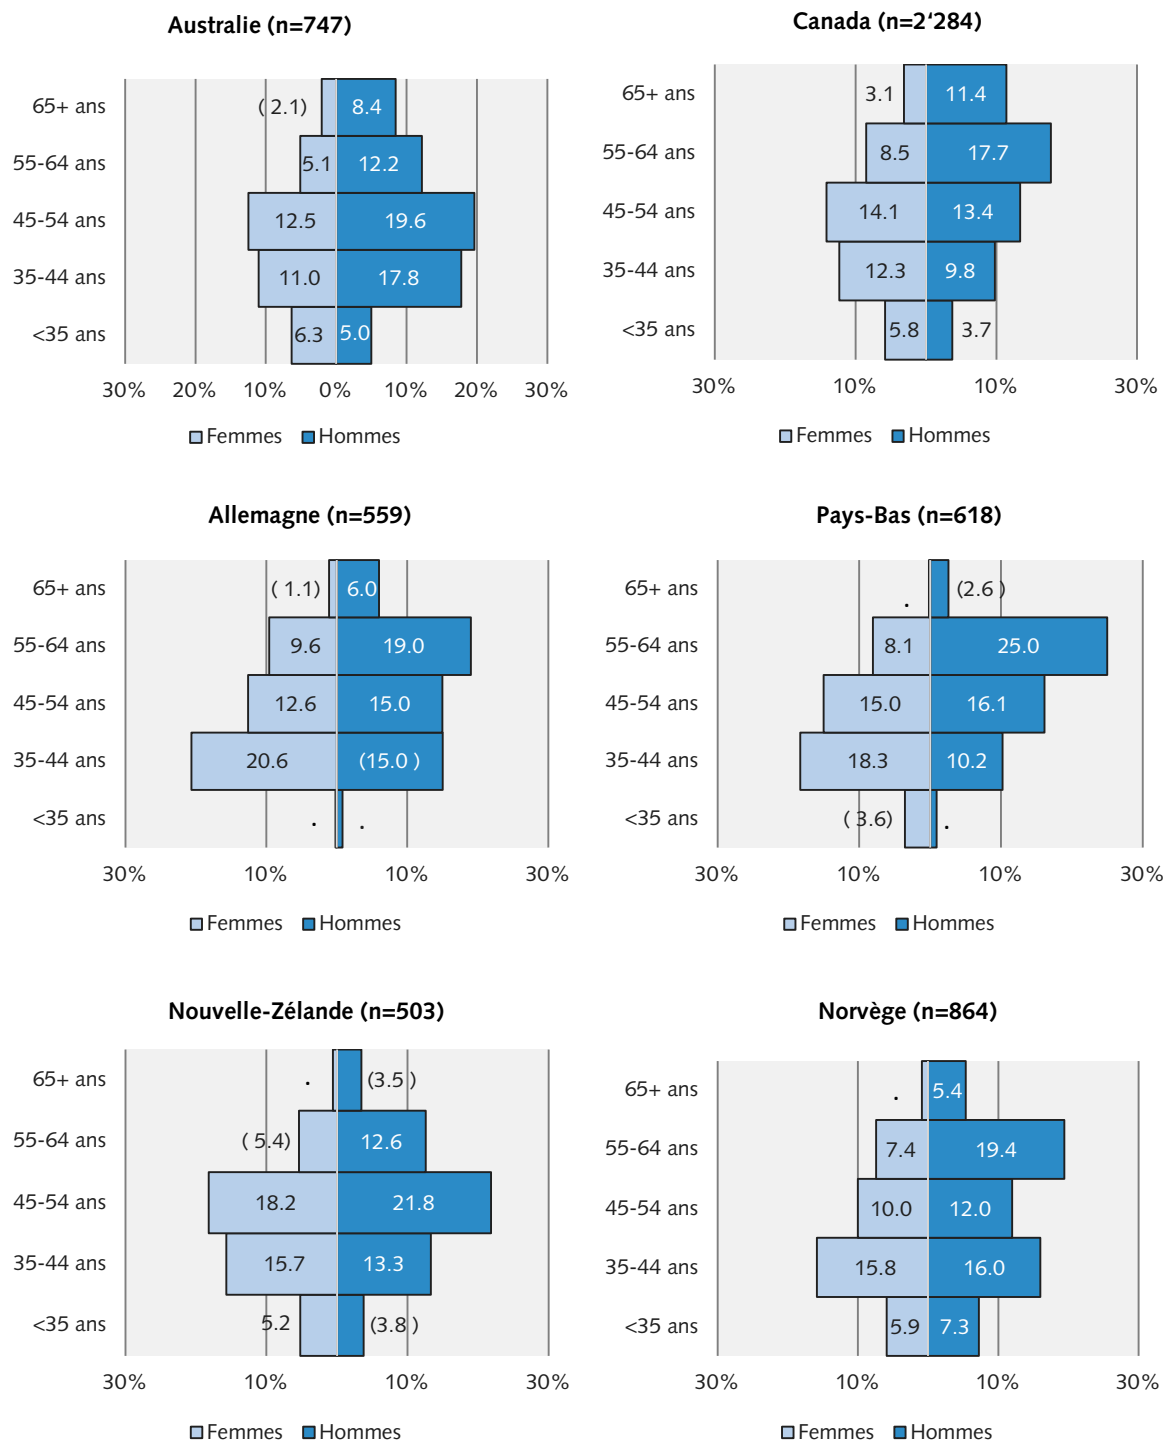 Australie (n=747)
65+ ans ( 2.1) 8.4
55-64 ans 5.1 12.2
45-54 ans 12.5 19.6
35-44 ans 11.0 17.8
<35 ans 6.3 5.0
30% 20% 10% 0% 10% 20% 30%
Femmes Hommes
Canada (n=2‘284)
65+ ans 3.1 11.4
55-64 ans 8.5 17.7
45-54 ans 14.1 13.4
35-44 ans 12.3 9.8
<35 ans 5.8 3.7
30% 10% 10% 30%
Femmes Hommes
Allemagne (n=559)
65+ ans ( 1.1) 6.0
55-64 ans 9.6 19.0
45-54 ans 12.6 15.0
35-44 ans 20.6 (15.0 )
<35 ans . .
30% 10% 10% 30%
Femmes Hommes
Pays-Bas (n=618)
65+ ans . (2.6 )
55-64 ans 8.1 25.0
45-54 ans 15.0 16.1
35-44 ans 18.3 10.2
<35 ans ( 3.6) .
30% 10% 10% 30%
Femmes Hommes
Nouvelle-Zélande (n=503)
65+ ans . (3.5 )
55-64 ans ( 5.4) 12.6
45-54 ans 18.2 21.8
35-44 ans 15.7 13.3
<35 ans 5.2 (3.8 )
30% 10% 10% 30%
Femmes Hommes
Norvège (n=864)
65+ ans . 5.4
55-64 ans 7.4 19.4
45-54 ans 10.0 12.0
35-44 ans 15.8 16.0
<35 ans 5.9 7.3
30% 10% 10% 30%
Femmes Hommes